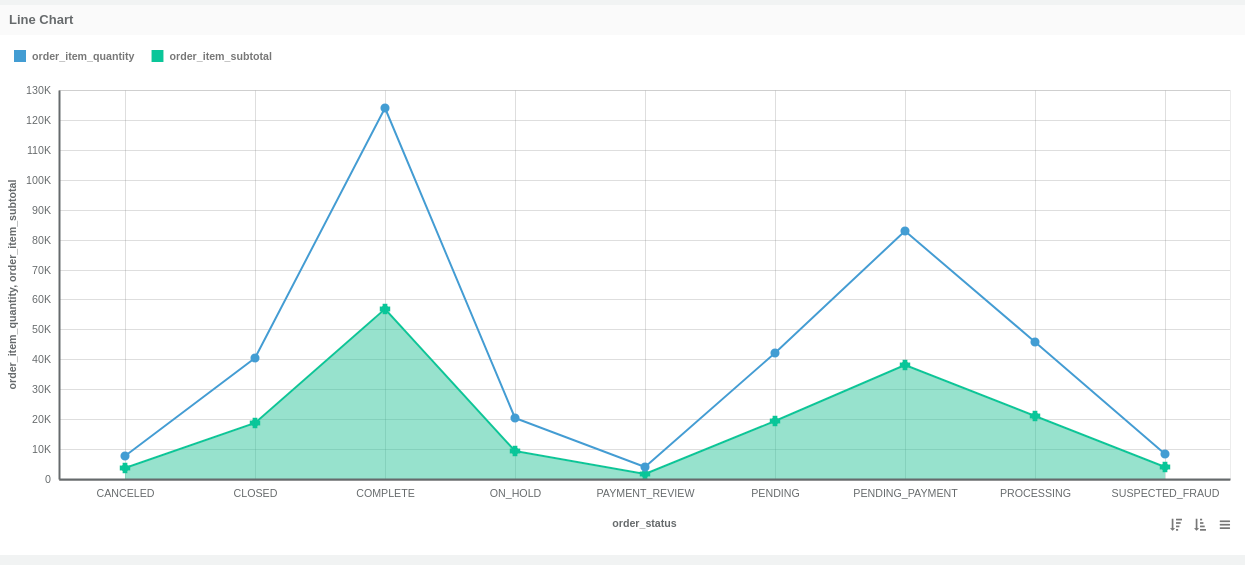 Line Chart
order_item_quantity order_item_subtotal
130K
120K
110K
100K
90K
80K
70K
60K
50K
40K
30K
20K
10K
0
order_item_quantity, order_item_subtotal
CANCELED CLOSED COMPLETE ON_HOLD PAYMENT_REVIEW PENDING PENDING_PAYMENT PROCESSING SUSPECTED_FRAUD
order_status